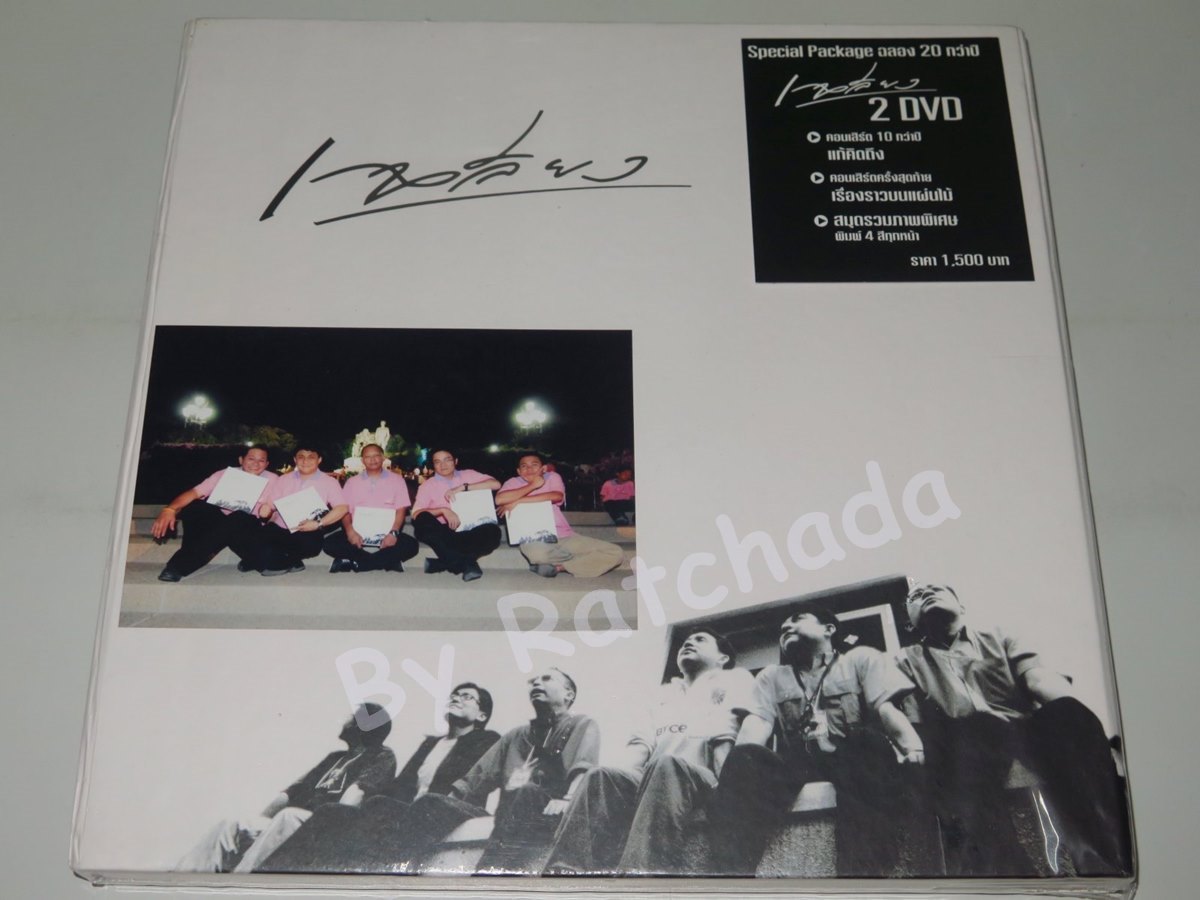 เฉลียง
Special Package ฉลอง 20 กว่าปี
เฉลียง
2 DVD
คอนเสิร์ต 10 กว่าปี
แก้คิดถึง
คอนเสิร์ตครั้งสุดท้าย
เรื่องราวบนแผ่นไม้
สมุดรวมภาพพิเศษ
พิมพ์ 4 สีทุกหน้า
ราคา 1,500 บาท
By Ratchada